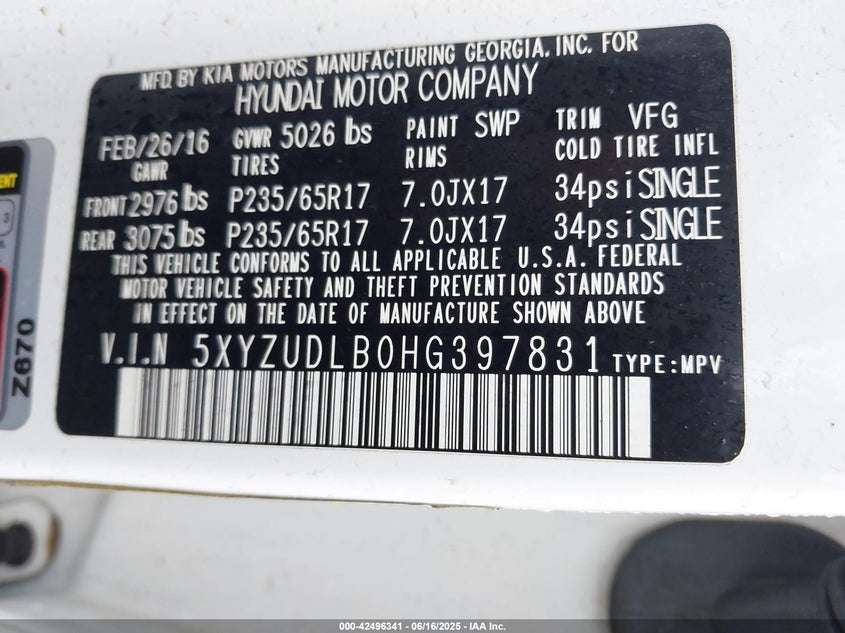 MFD. BY KIA MOTORS MANUFACTURING GEORGIA, INC. FOR
HYUNDAI MOTOR COMPANY
FEB/26/16 GVWR 5026 lbs PAINT SWP TRIM VFG
GAWR TIRES RIMS COLD TIRE INFL
FRONT 2976 lbs P235/65R17 7.0JX17 34psi SINGLE
REAR 3075 lbs P235/65R17 7.0JX17 34psi SINGLE
THIS VEHICLE CONFORMS TO ALL APPLICABLE U.S.A. FEDERAL
MOTOR VEHICLE SAFETY AND THEFT PREVENTION STANDARDS
IN EFFECT ON THE DATE OF MANUFACTURE SHOWN ABOVE
V.I.N 5XYZUDLB0HG397831 TYPE:MPV
Z670
3
000-42496341 - 06/16/2025 - IAA Inc.